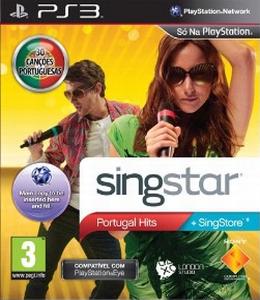 PS3
PlayStation®Network
Só Na PlayStation®
30
CANÇÕES
PORTUGUESAS
Main copy to be
inserted here
and fill
singstar
Portugal Hits
+ SingStore
3
www.pegi.info
COMPATÍVEL COM
PlayStation®Eye
LONDON
STUDIO
SONY